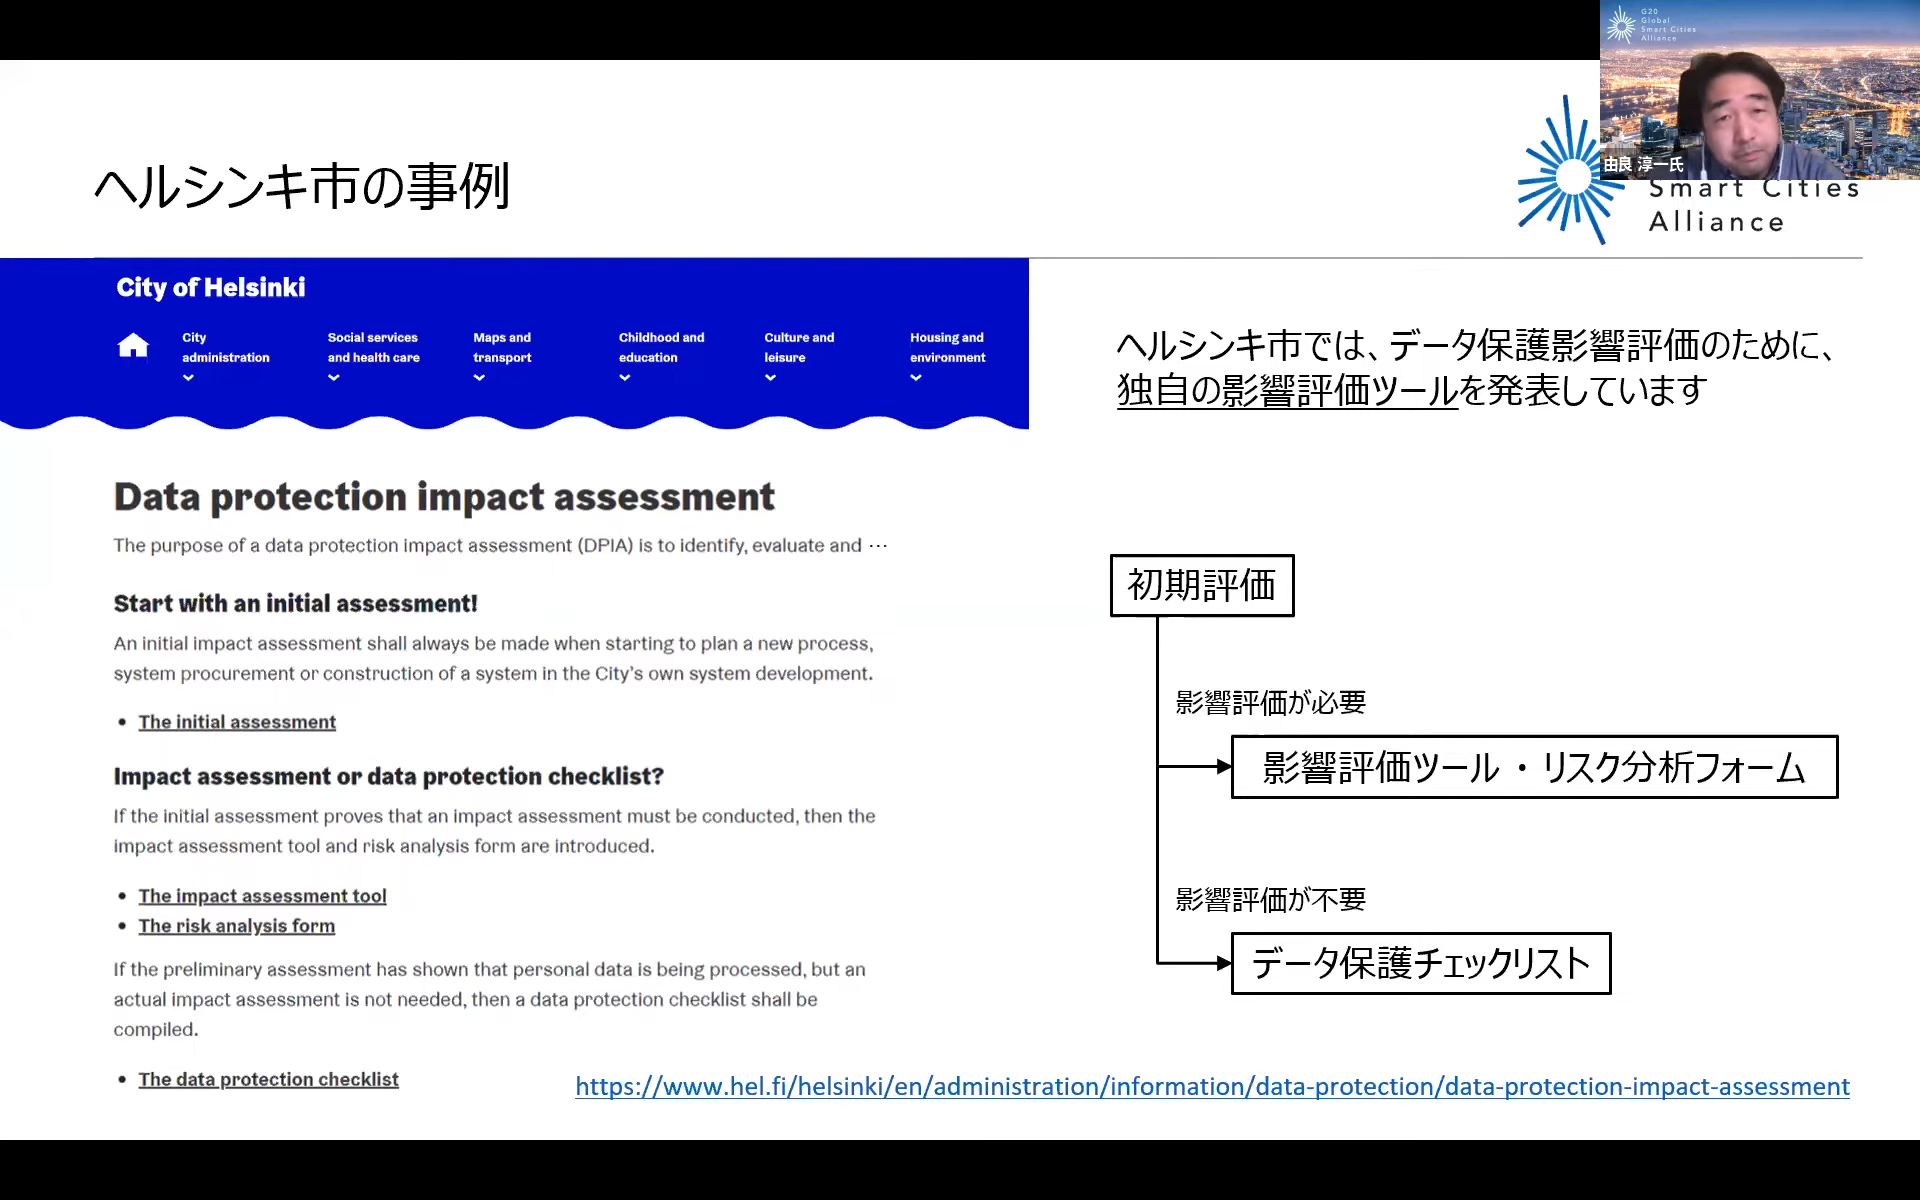 G20
Global
Smart Cities
Alliance
由良 淳一氏
ヘルシンキ市の事例
Smart Cities
Alliance
City of Helsinki
City
administration
Social services
and health care
Maps and
transport
Childhood and
education
Culture and
leisure
Housing and
environment
Data protection impact assessment
The purpose of a data protection impact assessment (DPIA) is to identify, evaluate and …
Start with an initial assessment!
An initial impact assessment shall always be made when starting to plan a new process,
system procurement or construction of a system in the City’s own system development.
• The initial assessment
Impact assessment or data protection checklist?
If the initial assessment proves that an impact assessment must be conducted, then the
impact assessment tool and risk analysis form are introduced.
• The impact assessment tool
• The risk analysis form
If the preliminary assessment has shown that personal data is being processed, but an
actual impact assessment is not needed, then a data protection checklist shall be
compiled.
• The data protection checklist
ヘルシンキ市では、データ保護影響評価のために、
独自の影響評価ツールを発表しています
初期評価
影響評価が必要
影響評価ツール・リスク分析フォーム
影響評価が不要
データ保護チェックリスト
https://www.hel.fi/helsinki/en/administration/information/data-protection/data-protection-impact-assessment